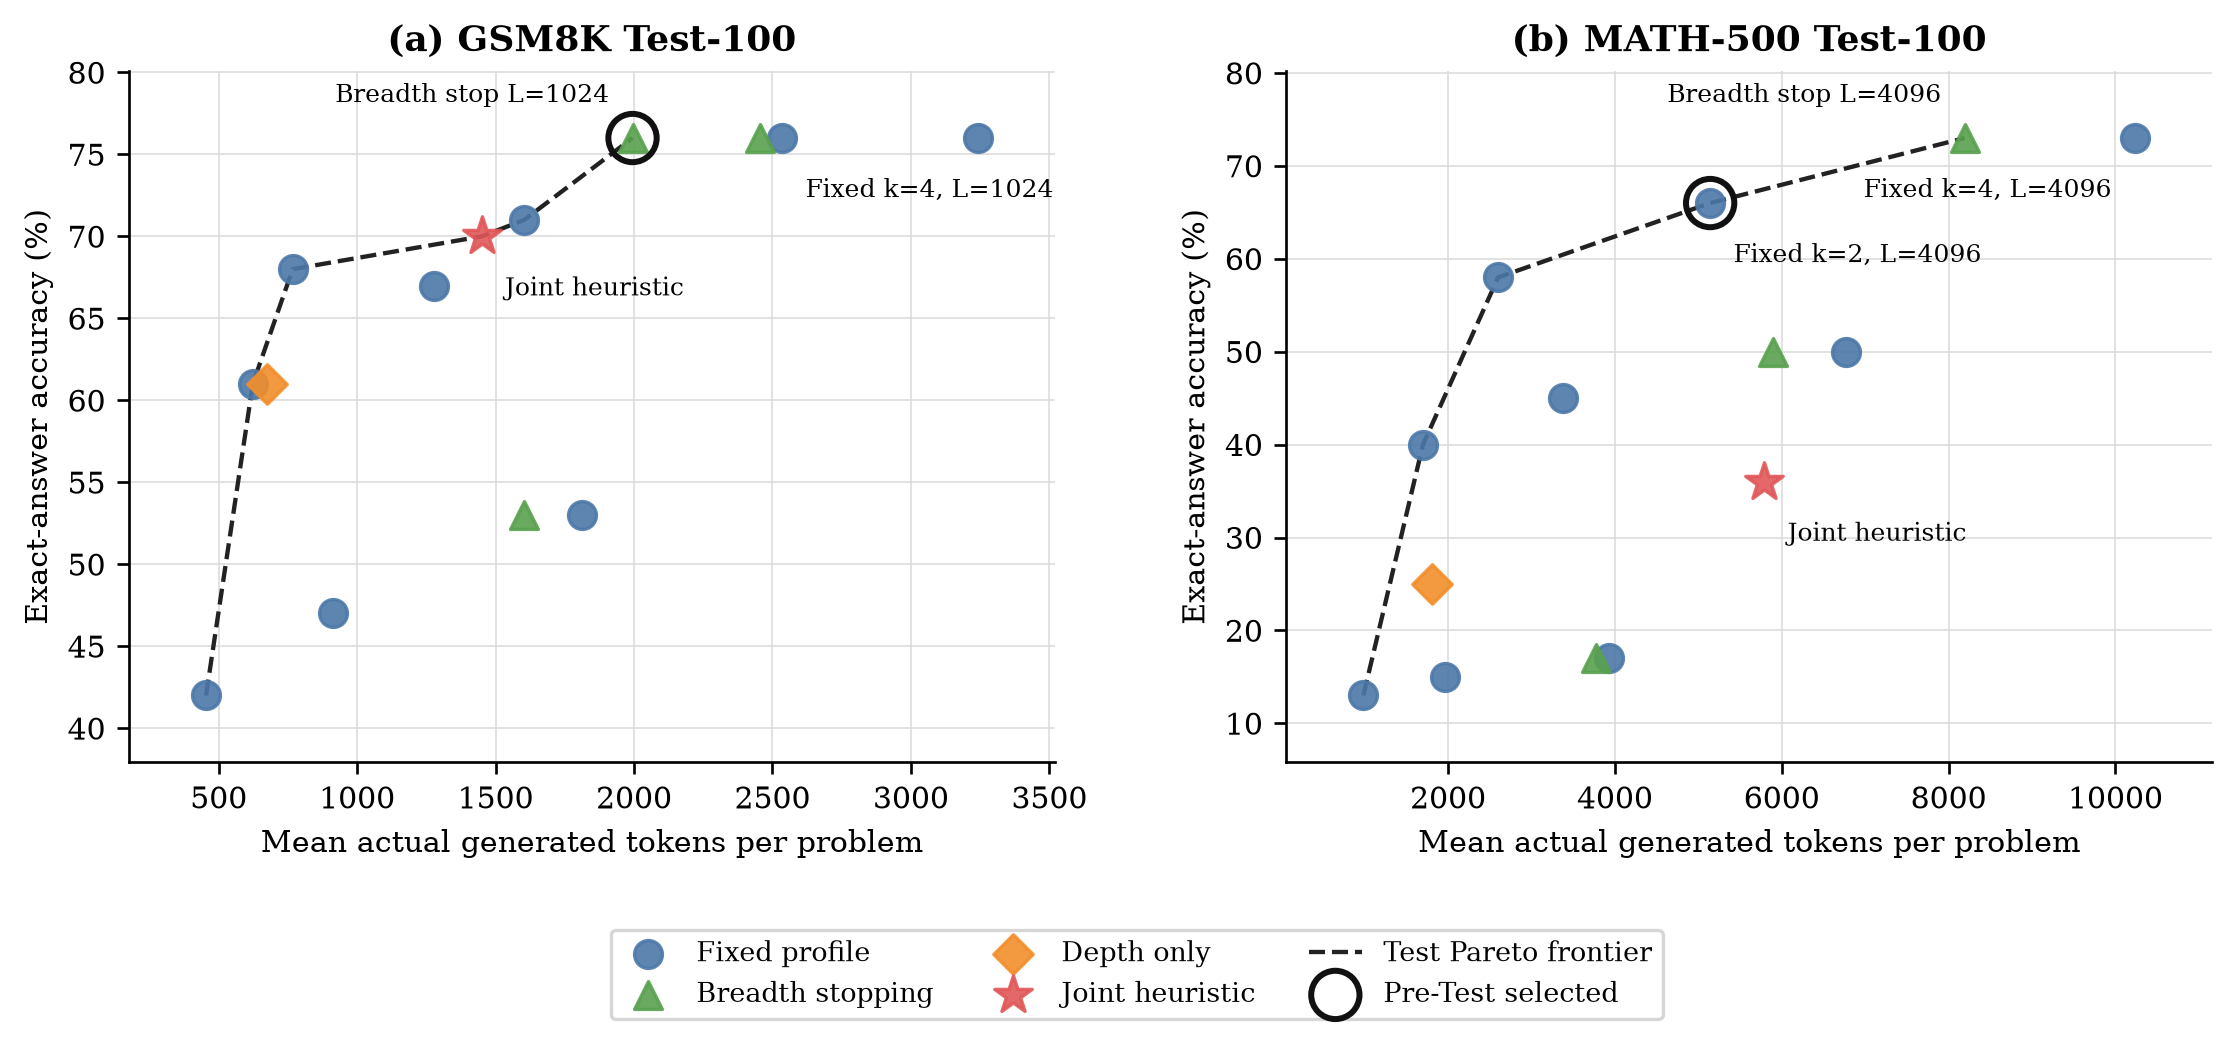 (a) GSM8K Test-100
80
75
70
65
60
55
50
45
40
Exact-answer accuracy (%)
Breadth stop L=1024
Fixed k=4, L=1024
Joint heuristic
500 1000 1500 2000 2500 3000 3500
Mean actual generated tokens per problem
(b) MATH-500 Test-100
80
70
60
50
40
30
20
10
Exact-answer accuracy (%)
Breadth stop L=4096
Fixed k=4, L=4096
Fixed k=2, L=4096
Joint heuristic
2000 4000 6000 8000 10000
Mean actual generated tokens per problem
Fixed profile
Breadth stopping
Depth only
Joint heuristic
Test Pareto frontier
Pre-Test selected